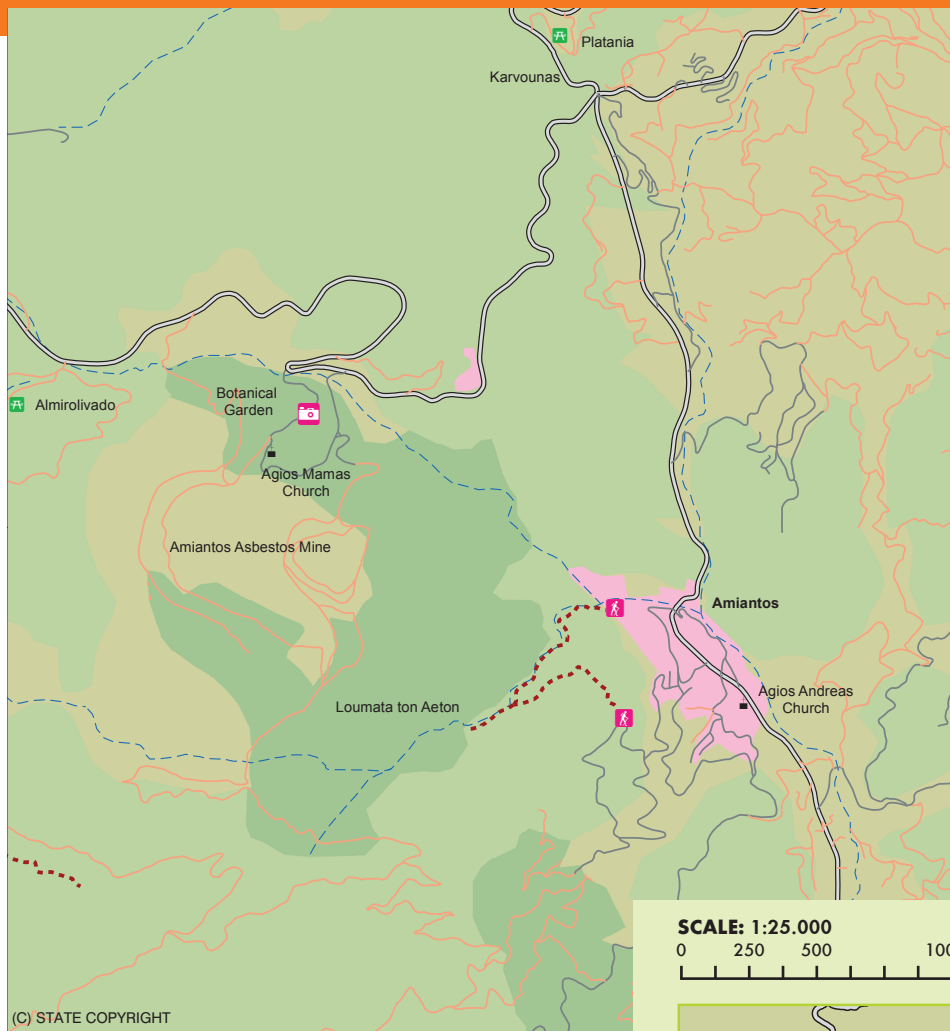 Platania
Karvounas
Botanical
Garden
Almirolivado
Agios Mamas
Church
Amiantos Asbestos Mine
Amiantos
Agios Andreas
Church
Loumata ton Aeton
SCALE: 1:25.000
0 250 500 100
(C) STATE COPYRIGHT